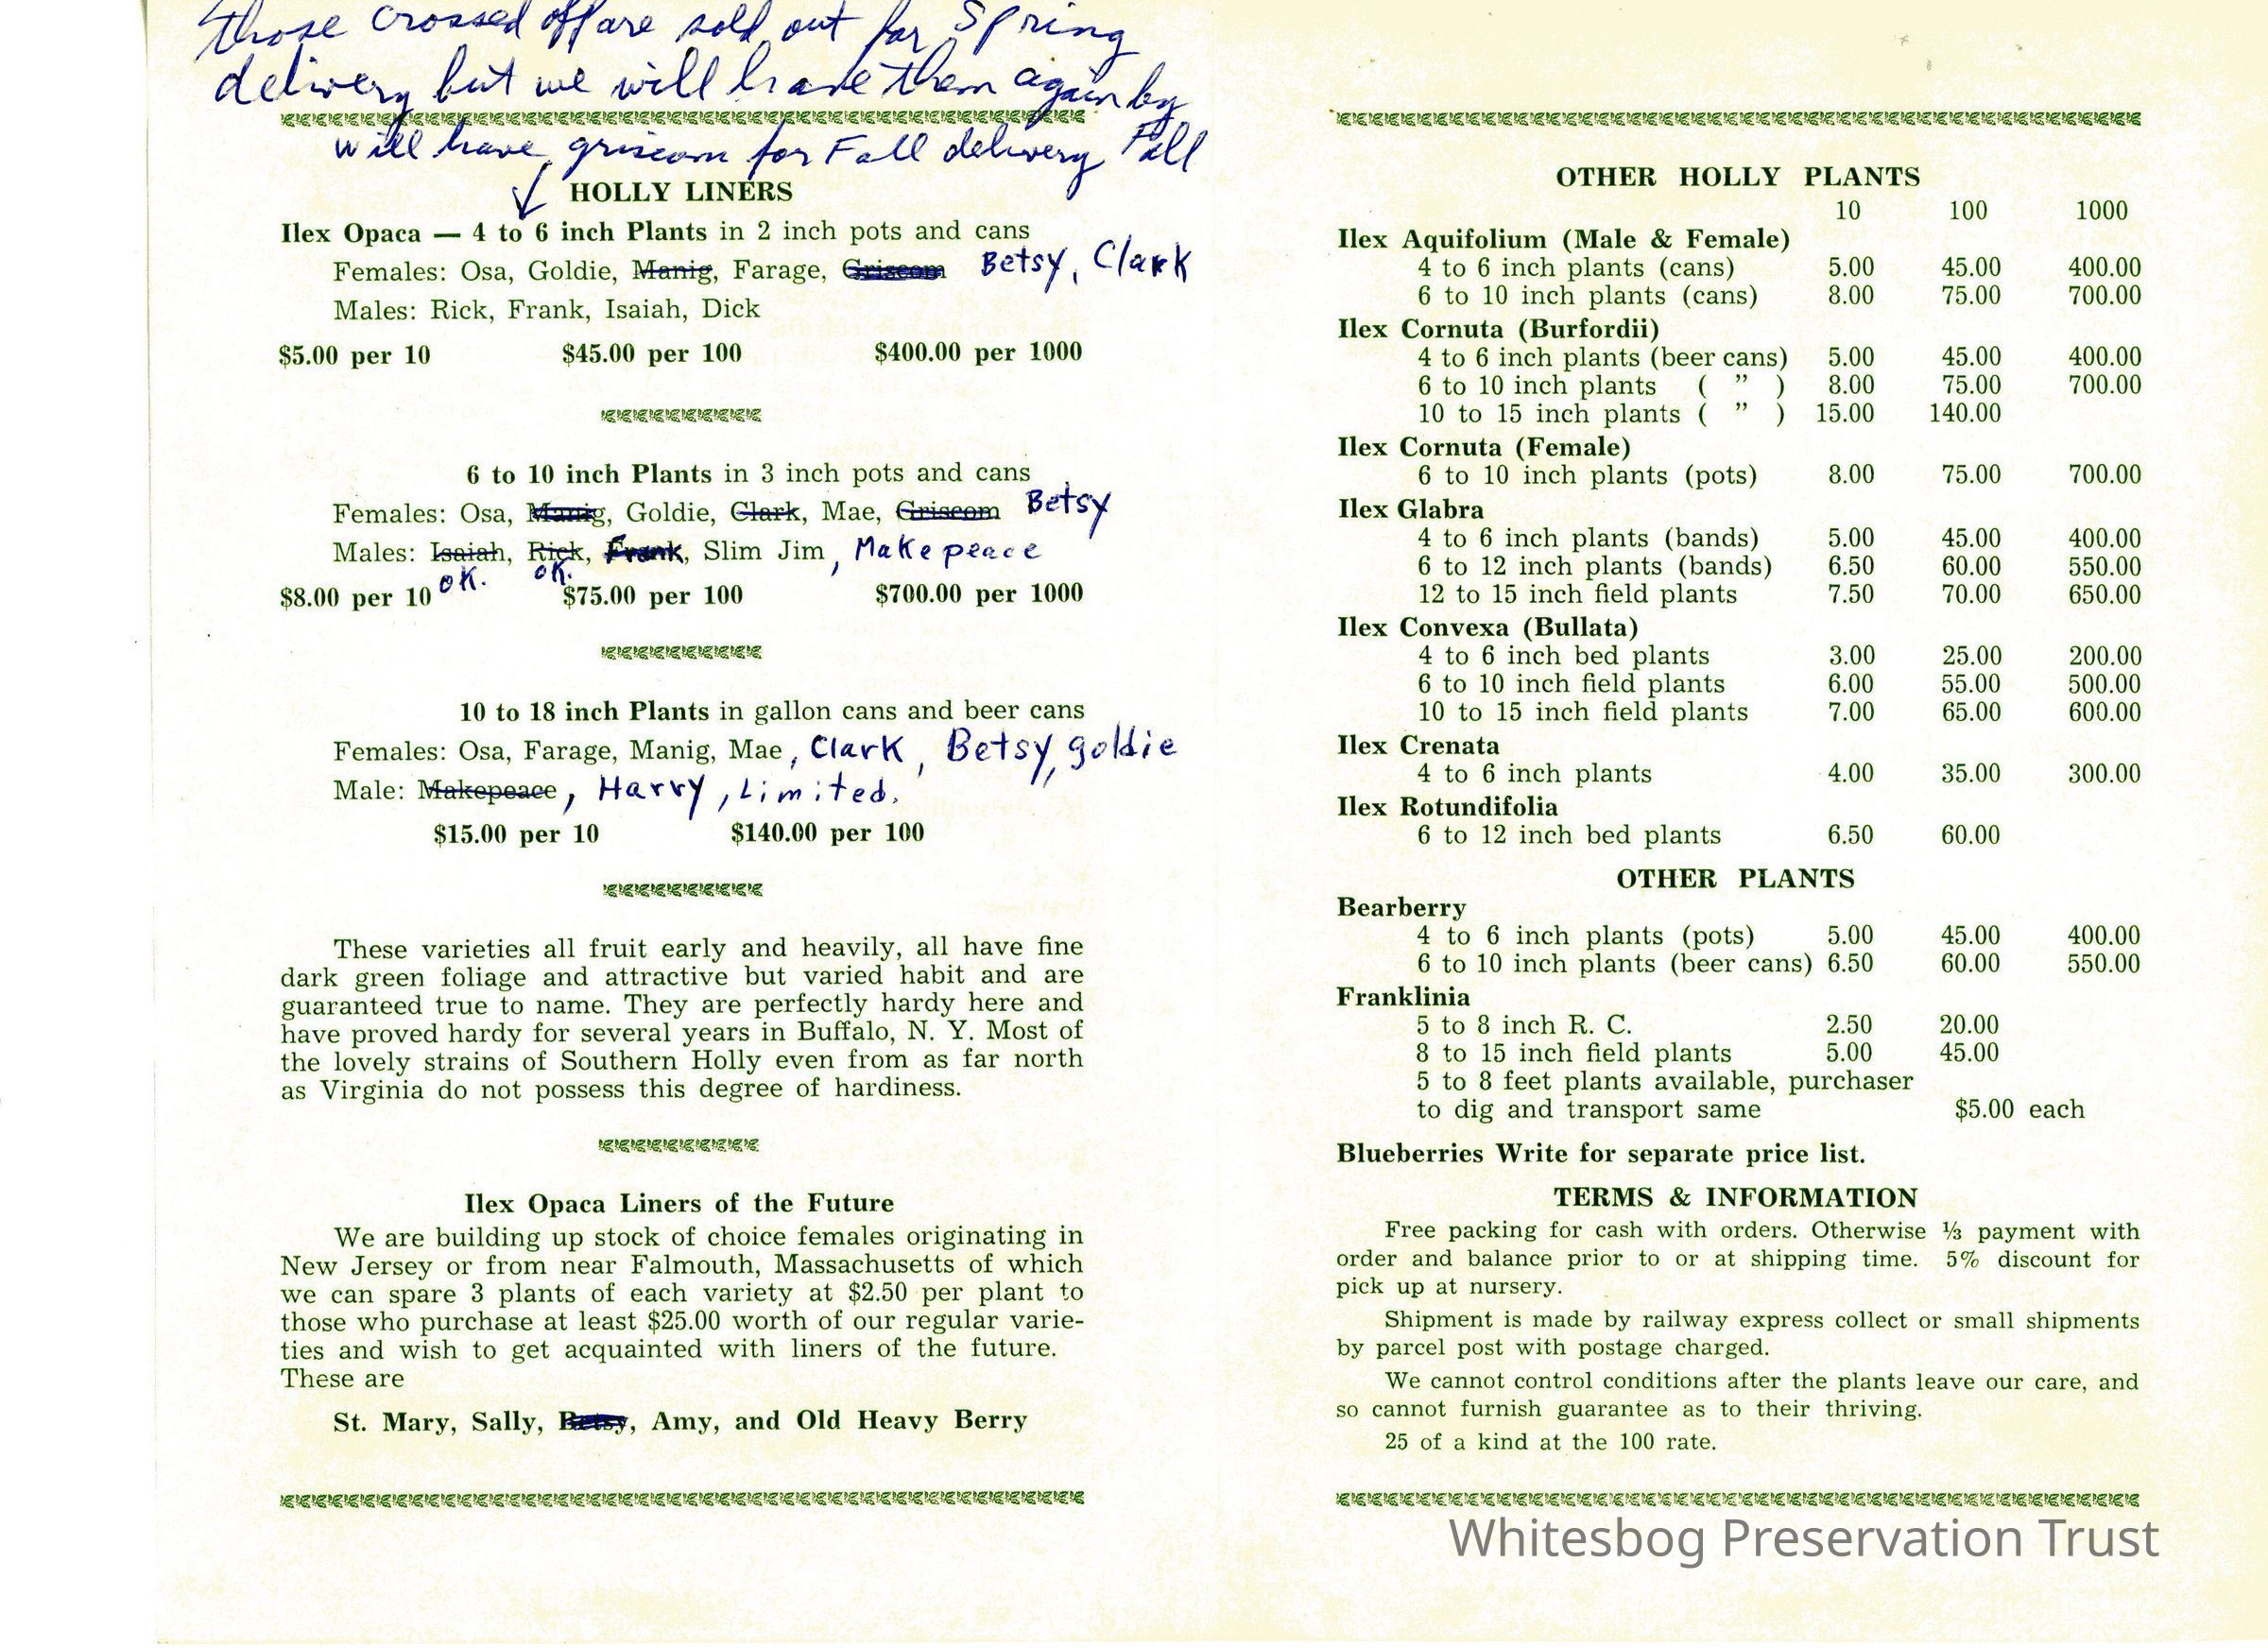 those crossed off are sold out for Spring
delivery but we will have them again by
Fall
will have griscom for Fall delivery
HOLLY LINERS
Ilex Opaca — 4 to 6 inch Plants in 2 inch pots and cans
Females: Osa, Goldie, Manig, Farage, Griscom Betsy, Clark
Males: Rick, Frank, Isaiah, Dick
$5.00 per 10 $45.00 per 100 $400.00 per 1000
6 to 10 inch Plants in 3 inch pots and cans
Females: Osa, Manig, Goldie, Clark, Mae, Griscom Betsy
Males: Isaiah, Rick, Frank, Slim Jim, Makepeace
OK. OK.
$8.00 per 10 $75.00 per 100 $700.00 per 1000
10 to 18 inch Plants in gallon cans and beer cans
Females: Osa, Farage, Manig, Mae, Clark, Betsy, goldie
Male: Makepeace, Harry, Limited.
$15.00 per 10 $140.00 per 100
These varieties all fruit early and heavily, all have fine
dark green foliage and attractive but varied habit and are
guaranteed true to name. They are perfectly hardy here and
have proved hardy for several years in Buffalo, N. Y. Most of
the lovely strains of Southern Holly even from as far north
as Virginia do not possess this degree of hardiness.
Ilex Opaca Liners of the Future
We are building up stock of choice females originating in
New Jersey or from near Falmouth, Massachusetts of which
we can spare 3 plants of each variety at $2.50 per plant to
those who purchase at least $25.00 worth of our regular varie-
ties and wish to get acquainted with liners of the future.
These are
St. Mary, Sally, Betsy, Amy, and Old Heavy Berry
OTHER HOLLY PLANTS
10 100 1000
Ilex Aquifolium (Male & Female)
4 to 6 inch plants (cans) 5.00 45.00 400.00
6 to 10 inch plants (cans) 8.00 75.00 700.00
Ilex Cornuta (Burfordii)
4 to 6 inch plants (beer cans) 5.00 45.00 400.00
6 to 10 inch plants ( " ) 8.00 75.00 700.00
10 to 15 inch plants ( " ) 15.00 140.00
Ilex Cornuta (Female)
6 to 10 inch plants (pots) 8.00 75.00 700.00
Ilex Glabra
4 to 6 inch plants (bands) 5.00 45.00 400.00
6 to 12 inch plants (bands) 6.50 60.00 550.00
12 to 15 inch field plants 7.50 70.00 650.00
Ilex Convexa (Bullata)
4 to 6 inch bed plants 3.00 25.00 200.00
6 to 10 inch field plants 6.00 55.00 500.00
10 to 15 inch field plants 7.00 65.00 600.00
Ilex Crenata
4 to 6 inch plants 4.00 35.00 300.00
Ilex Rotundifolia
6 to 12 inch bed plants 6.50 60.00
OTHER PLANTS
Bearberry
4 to 6 inch plants (pots) 5.00 45.00 400.00
6 to 10 inch plants (beer cans) 6.50 60.00 550.00
Franklinia
5 to 8 inch R. C. 2.50 20.00
8 to 15 inch field plants 5.00 45.00
5 to 8 feet plants available, purchaser
to dig and transport same $5.00 each
Blueberries Write for separate price list.
TERMS & INFORMATION
Free packing for cash with orders. Otherwise ⅓ payment with
order and balance prior to or at shipping time. 5% discount for
pick up at nursery.
Shipment is made by railway express collect or small shipments
by parcel post with postage charged.
We cannot control conditions after the plants leave our care, and
so cannot furnish guarantee as to their thriving.
25 of a kind at the 100 rate.
Whitesbog Preservation Trust